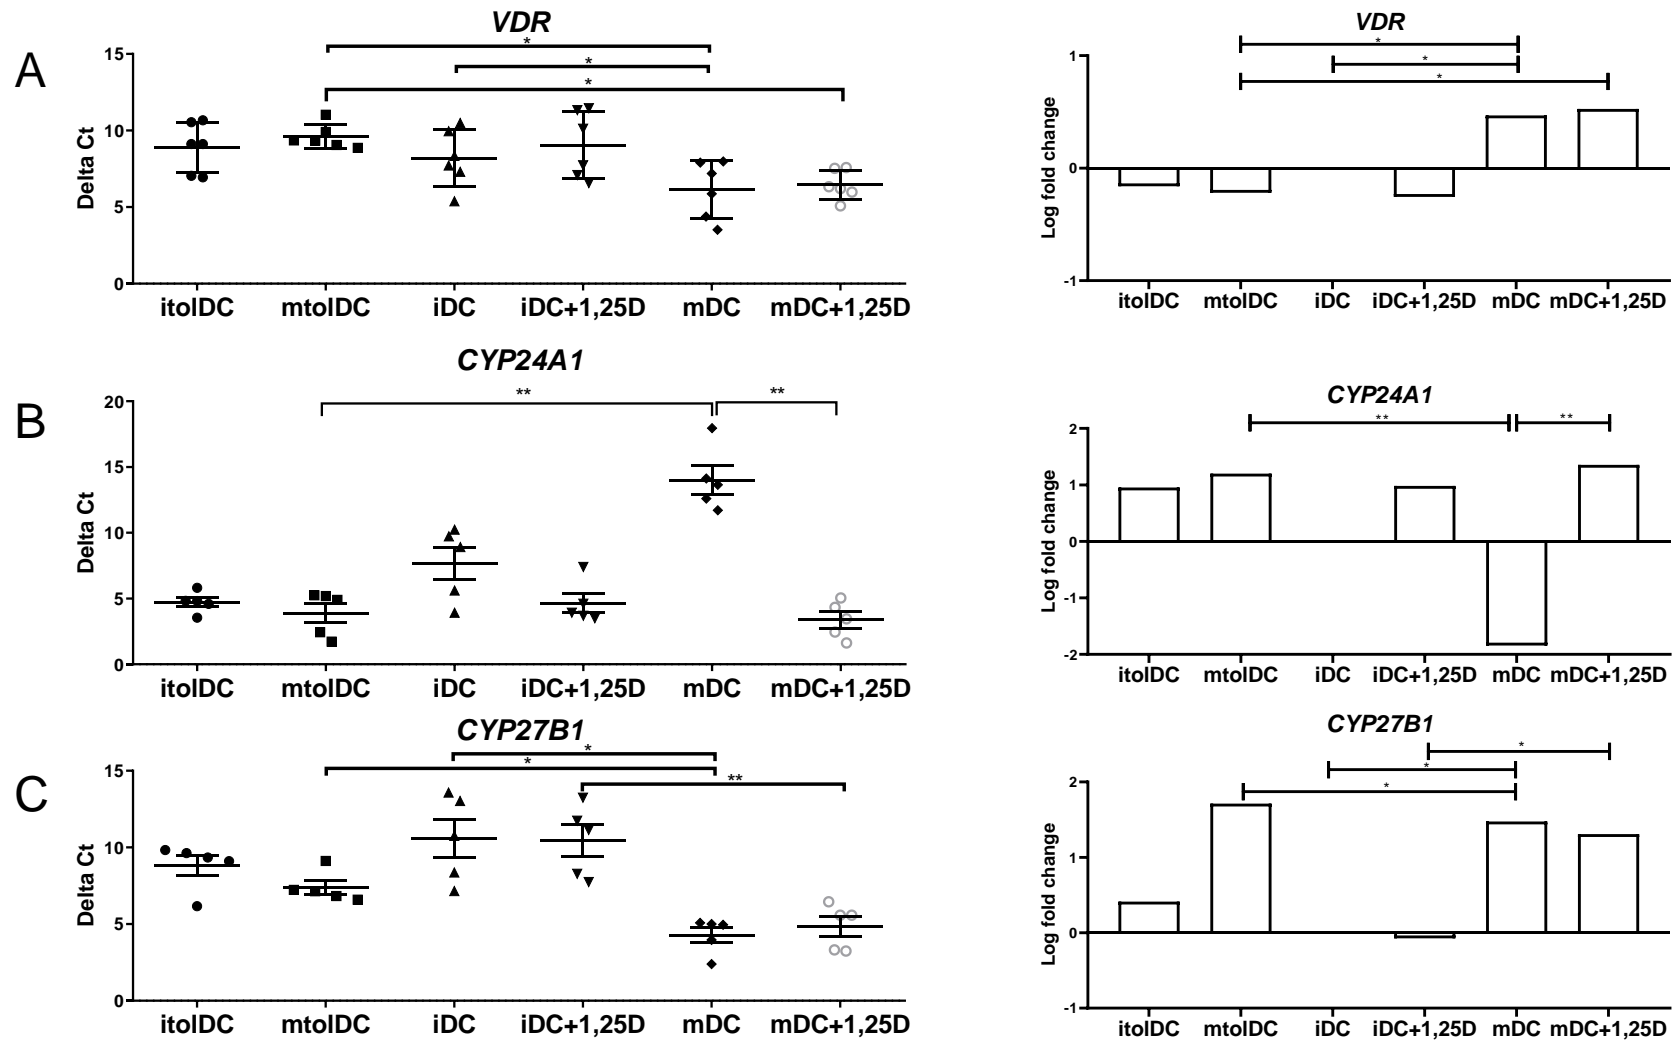 A
VDR
*
*
*
Delta Ct
15
10
5
0
itolDC mtolDC iDC iDC+1,25D mDC mDC+1,25D
VDR
*
*
*
Log fold change
1
0
-1
itolDC mtolDC iDC iDC+1,25D mDC mDC+1,25D
B
CYP24A1
** **
Delta Ct
20
15
10
5
0
itolDC mtolDC iDC iDC+1,25D mDC mDC+1,25D
CYP24A1
** **
Log fold change
2
1
0
-1
-2
itolDC mtolDC iDC iDC+1,25D mDC mDC+1,25D
C
CYP27B1
*
*
**
Delta Ct
15
10
5
0
itolDC mtolDC iDC iDC+1,25D mDC mDC+1,25D
CYP27B1
*
*
*
Log fold change
2
1
0
-1
itolDC mtolDC iDC iDC+1,25D mDC mDC+1,25D